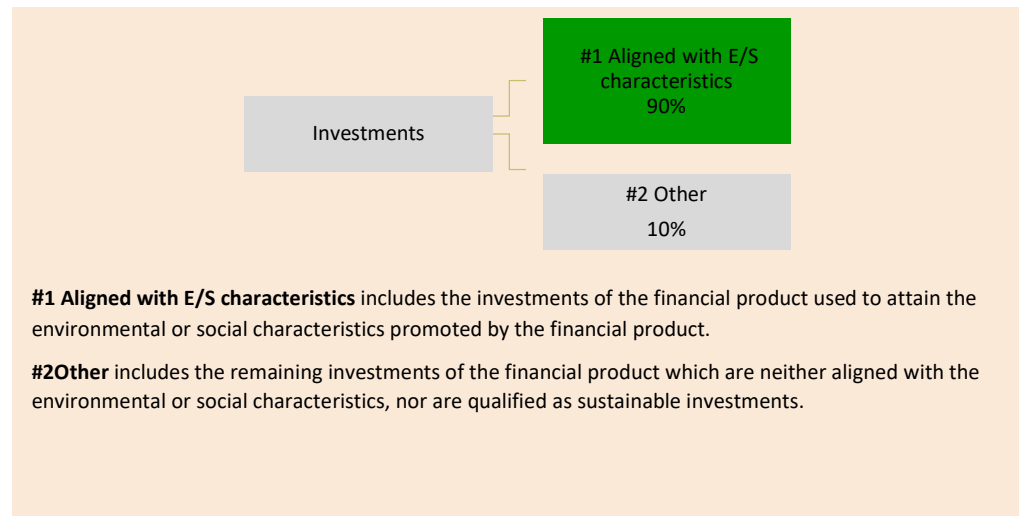 #1 Aligned with E/S
characteristics
90%
Investments
#2 Other
10%
#1 Aligned with E/S characteristics includes the investments of the financial product used to attain the
environmental or social characteristics promoted by the financial product.
#2Other includes the remaining investments of the financial product which are neither aligned with the
environmental or social characteristics, nor are qualified as sustainable investments.